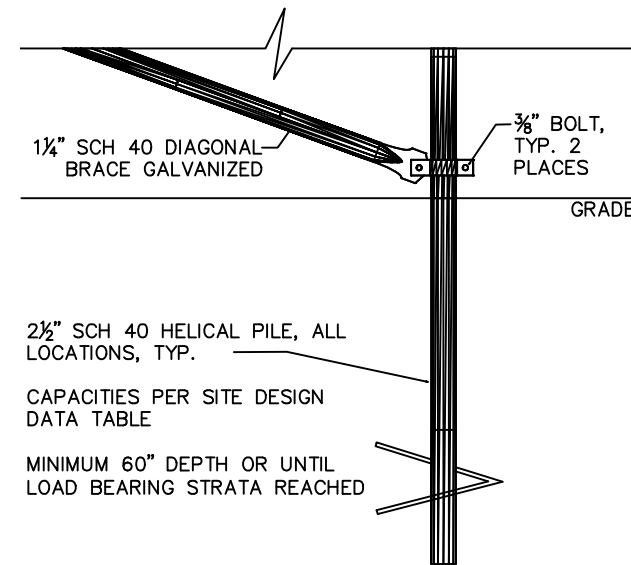 1¼" SCH 40 DIAGONAL
BRACE GALVANIZED
⅜" BOLT,
TYP. 2
PLACES
GRADE
2½" SCH 40 HELICAL PILE, ALL
LOCATIONS, TYP.
CAPACITIES PER SITE DESIGN
DATA TABLE
MINIMUM 60" DEPTH OR UNTIL
LOAD BEARING STRATA REACHED